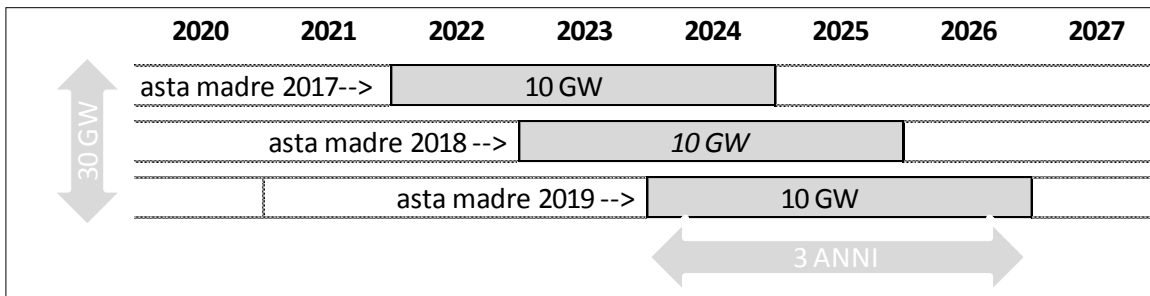 2020 2021 2022 2023 2024 2025 2026 2027
asta madre 2017--> 10 GW
asta madre 2018 --> 10 GW
asta madre 2019 --> 10 GW
30 GW
3 ANNI